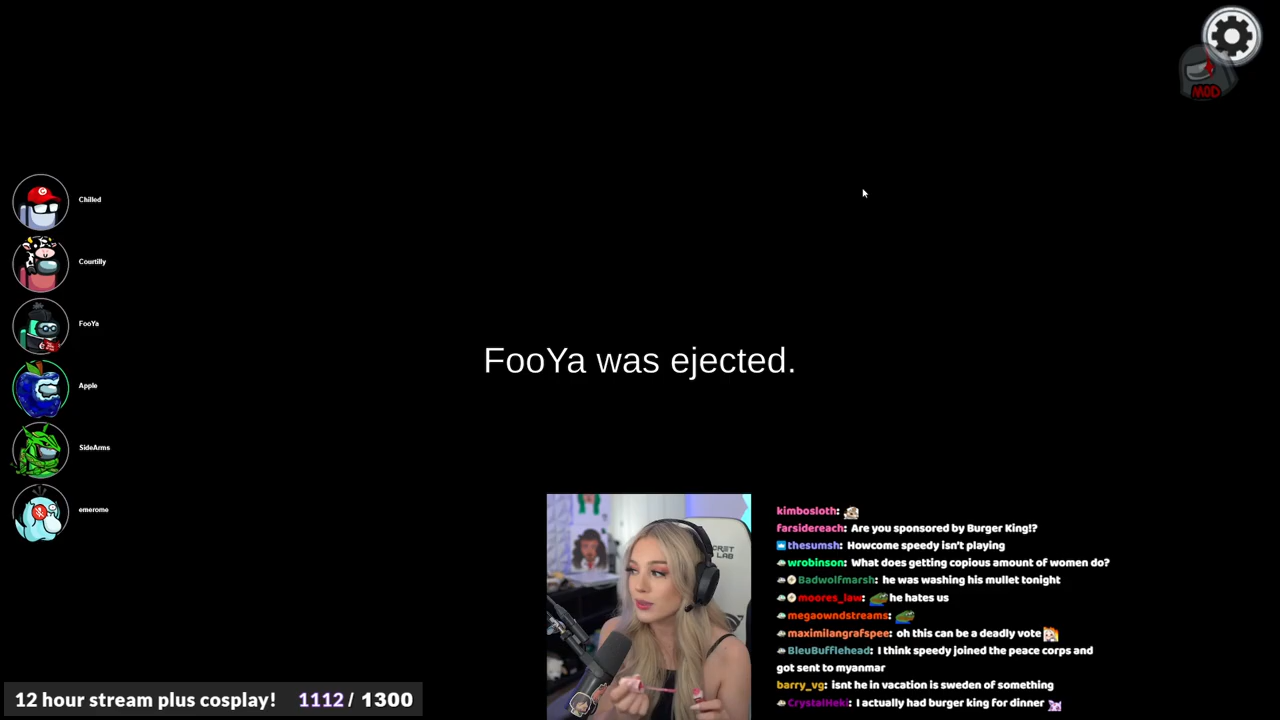 MOD
Chilled
Courtilly
FooYa
Apple
SideArms
emerome
FooYa was ejected.
SECRET
LAB
kimbosloth:
farsidereach: Are you sponsored by Burger King!?
thesumsh: Howcome speedy isn't playing
wrobinson: What does getting copious amount of women do?
Badwolfmarsh: he was washing his mullet tonight
moores_law: he hates us
megaowndstreams:
maximilangrafspee: oh this can be a deadly vote
BleuBufflehead: I think speedy joined the peace corps and
got sent to myanmar
barry_vg: isnt he in vacation is sweden of something
CrystalHeki: I actually had burger king for dinner
12 hour stream plus cosplay! 1112 / 1300